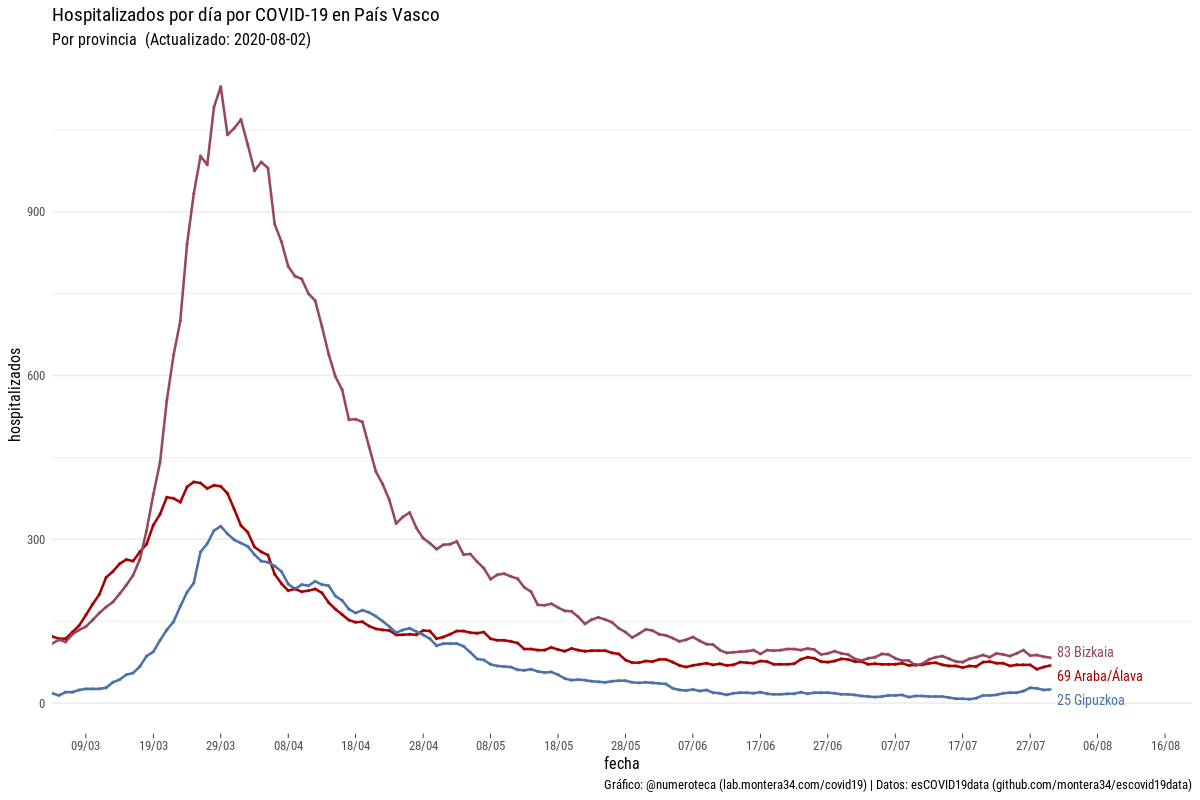 Hospitalizados por día por COVID-19 en País Vasco
Por provincia (Actualizado: 2020-08-02)
hospitalizados
900
600
300
0
83 Bizkaia
69 Araba/Álava
25 Gipuzkoa
09/03 19/03 29/03 08/04 18/04 28/04 08/05 18/05 28/05 07/06 17/06 27/06 07/07 17/07 27/07 06/08 16/08
fecha
Gráfico: @numeroteca (lab.montera34.com/covid19) | Datos: esCOVID19data (github.com/montera34/escovid19data)